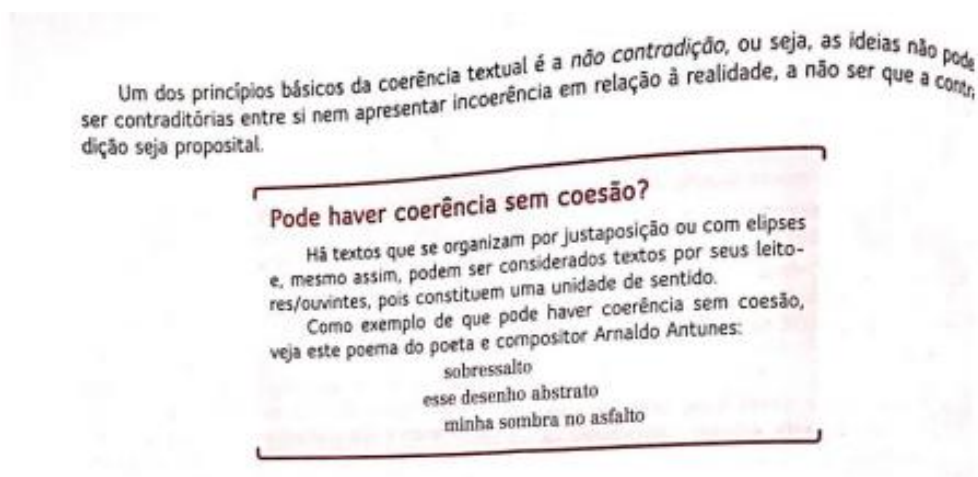 Um dos princípios básicos da coerência textual é a não contradição, ou seja, as ideias não pode
ser contraditórias entre si nem apresentar incoerência em relação à realidade, a não ser que a contra
dição seja proposital.
Pode haver coerência sem coesão?
Há textos que se organizam por justaposição ou com elipses
e, mesmo assim, podem ser considerados textos por seus leito-
res/ouvintes, pois constituem uma unidade de sentido.
Como exemplo de que pode haver coerência sem coesão,
veja este poema do poeta e compositor Arnaldo Antunes:
sobressalto
esse desenho abstrato
minha sombra no asfalto